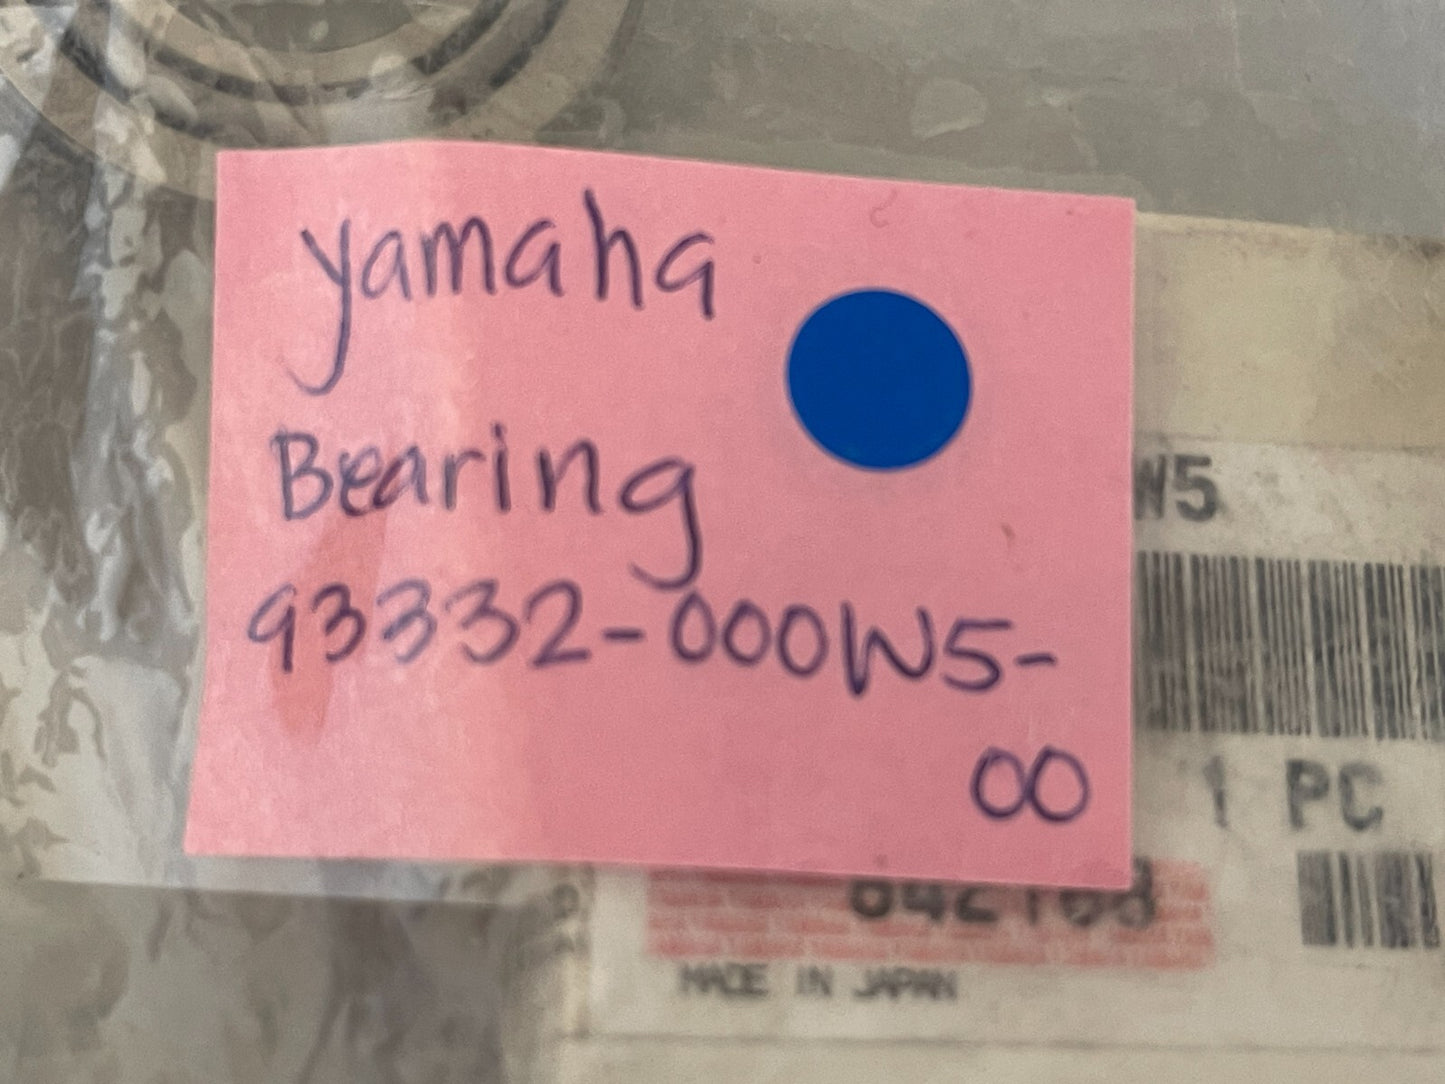 yamaha
Bearing
93332-000W5-
00
W5
1 PC
MADE IN JAPAN